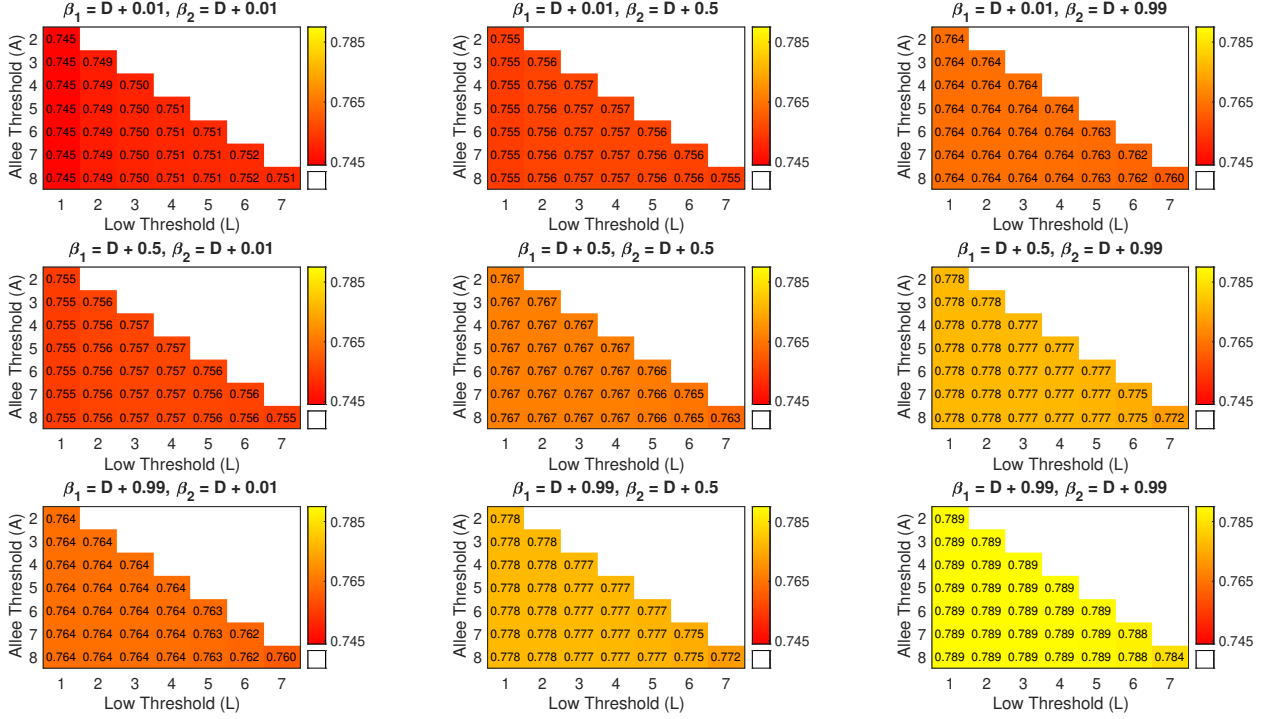 β1 = D + 0.01, β2 = D + 0.01
Allee Threshold (A)
2 0.745
3 0.745 0.749
4 0.745 0.749 0.750
5 0.745 0.749 0.750 0.751
6 0.745 0.749 0.750 0.751 0.751
7 0.745 0.749 0.750 0.751 0.751 0.752
8 0.745 0.749 0.750 0.751 0.751 0.752 0.751
1 2 3 4 5 6 7
Low Threshold (L)
0.785
0.765
0.745
β1 = D + 0.01, β2 = D + 0.5
Allee Threshold (A)
2 0.755
3 0.755 0.756
4 0.755 0.756 0.757
5 0.755 0.756 0.757 0.757
6 0.755 0.756 0.757 0.757 0.756
7 0.755 0.756 0.757 0.757 0.756 0.756
8 0.755 0.756 0.757 0.757 0.756 0.756 0.755
1 2 3 4 5 6 7
Low Threshold (L)
0.785
0.765
0.745
β1 = D + 0.01, β2 = D + 0.99
Allee Threshold (A)
2 0.764
3 0.764 0.764
4 0.764 0.764 0.764
5 0.764 0.764 0.764 0.764
6 0.764 0.764 0.764 0.764 0.763
7 0.764 0.764 0.764 0.764 0.763 0.762
8 0.764 0.764 0.764 0.764 0.763 0.762 0.760
1 2 3 4 5 6 7
Low Threshold (L)
0.785
0.765
0.745
β1 = D + 0.5, β2 = D + 0.01
Allee Threshold (A)
2 0.755
3 0.755 0.756
4 0.755 0.756 0.757
5 0.755 0.756 0.757 0.757
6 0.755 0.756 0.757 0.757 0.756
7 0.755 0.756 0.757 0.757 0.756 0.756
8 0.755 0.756 0.757 0.757 0.756 0.756 0.755
1 2 3 4 5 6 7
Low Threshold (L)
0.785
0.765
0.745
β1 = D + 0.5, β2 = D + 0.5
Allee Threshold (A)
2 0.767
3 0.767 0.767
4 0.767 0.767 0.767
5 0.767 0.767 0.767 0.767
6 0.767 0.767 0.767 0.767 0.766
7 0.767 0.767 0.767 0.767 0.766 0.765
8 0.767 0.767 0.767 0.767 0.766 0.765 0.763
1 2 3 4 5 6 7
Low Threshold (L)
0.785
0.765
0.745
β1 = D + 0.5, β2 = D + 0.99
Allee Threshold (A)
2 0.778
3 0.778 0.778
4 0.778 0.778 0.777
5 0.778 0.778 0.777 0.777
6 0.778 0.778 0.777 0.777 0.777
7 0.778 0.778 0.777 0.777 0.777 0.775
8 0.778 0.778 0.777 0.777 0.777 0.775 0.772
1 2 3 4 5 6 7
Low Threshold (L)
0.785
0.765
0.745
β1 = D + 0.99, β2 = D + 0.01
Allee Threshold (A)
2 0.764
3 0.764 0.764
4 0.764 0.764 0.764
5 0.764 0.764 0.764 0.764
6 0.764 0.764 0.764 0.764 0.763
7 0.764 0.764 0.764 0.764 0.763 0.762
8 0.764 0.764 0.764 0.764 0.763 0.762 0.760
1 2 3 4 5 6 7
Low Threshold (L)
0.785
0.765
0.745
β1 = D + 0.99, β2 = D + 0.5
Allee Threshold (A)
2 0.778
3 0.778 0.778
4 0.778 0.778 0.777
5 0.778 0.778 0.777 0.777
6 0.778 0.778 0.777 0.777 0.777
7 0.778 0.778 0.777 0.777 0.777 0.775
8 0.778 0.778 0.777 0.777 0.777 0.775 0.772
1 2 3 4 5 6 7
Low Threshold (L)
0.785
0.765
0.745
β1 = D + 0.99, β2 = D + 0.99
Allee Threshold (A)
2 0.789
3 0.789 0.789
4 0.789 0.789 0.789
5 0.789 0.789 0.789 0.789
6 0.789 0.789 0.789 0.789 0.789
7 0.789 0.789 0.789 0.789 0.789 0.788
8 0.789 0.789 0.789 0.789 0.789 0.788 0.784
1 2 3 4 5 6 7
Low Threshold (L)
0.785
0.765
0.745